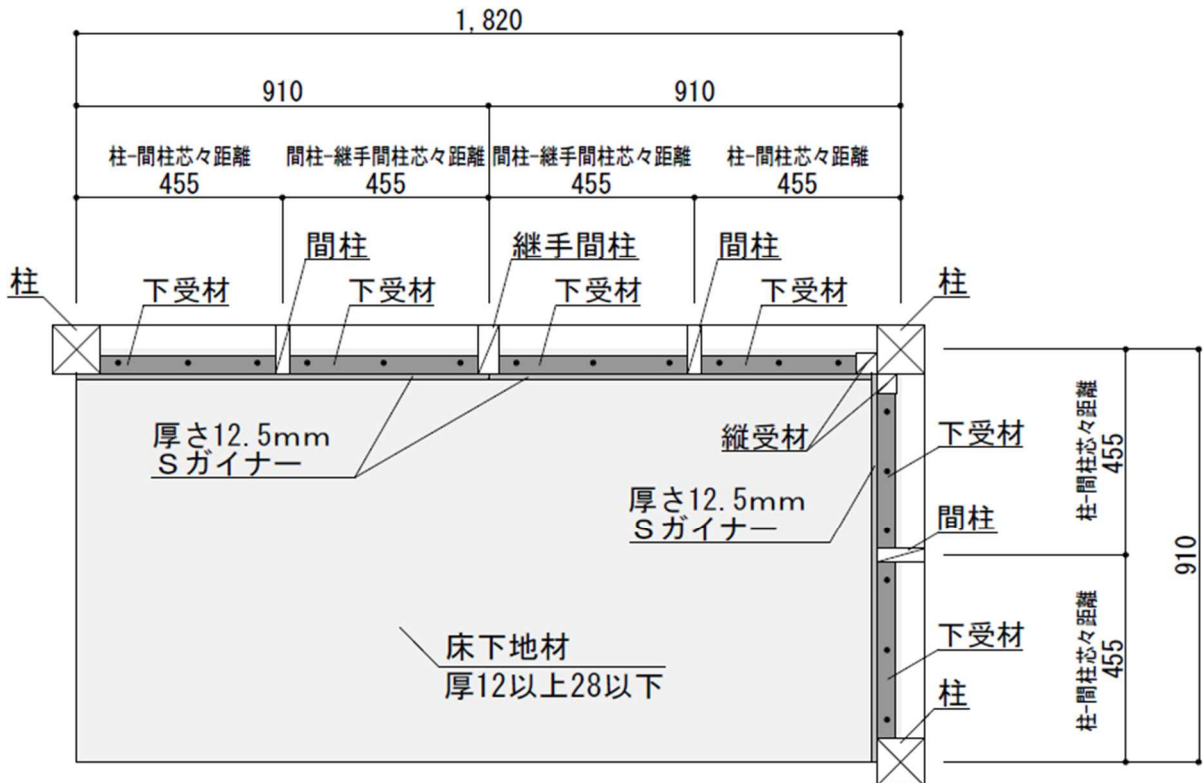 1,820
910
910
柱-間柱芯々距離
455
間柱-継手間柱芯々距離
455
間柱-継手間柱芯々距離
455
柱-間柱芯々距離
455
間柱
継手間柱
間柱
柱
下受材
下受材
下受材
下受材
柱
厚さ12.5mm
Sガイナー
縦受材
下受材
厚さ12.5mm
Sガイナー
間柱
柱-間柱芯々距離
455
910
床下地材
厚12以上28以下
下受材
柱
柱-間柱芯々距離
455